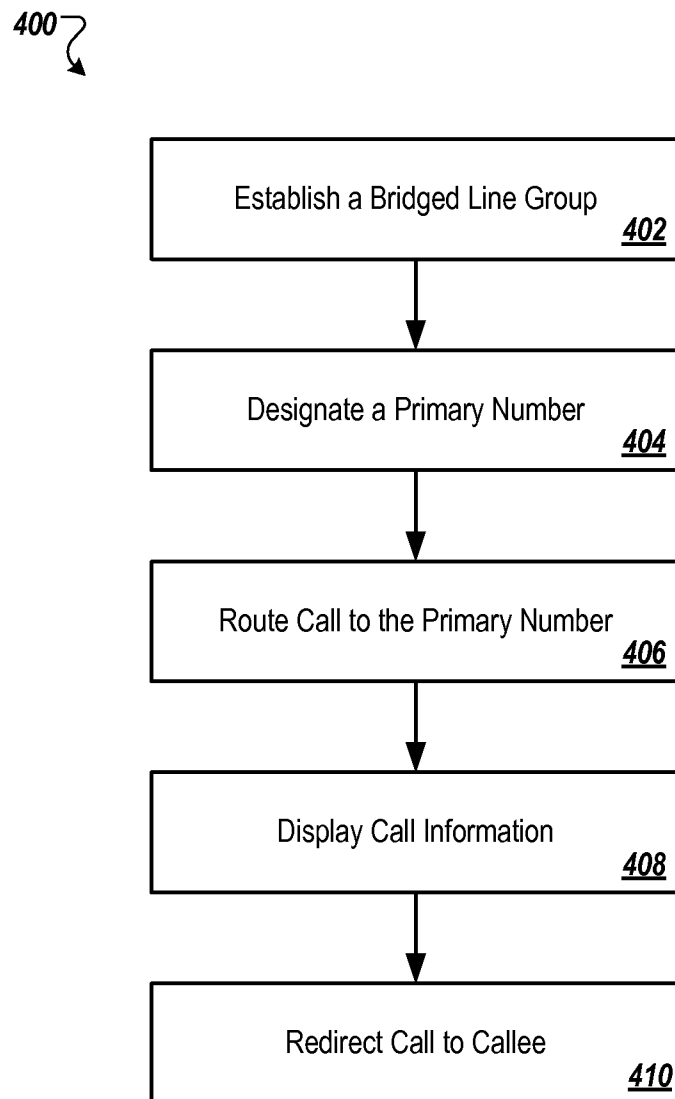 400
Establish a Bridged Line Group
402
Designate a Primary Number
404
Route Call to the Primary Number
406
Display Call Information
408
Redirect Call to Callee
410